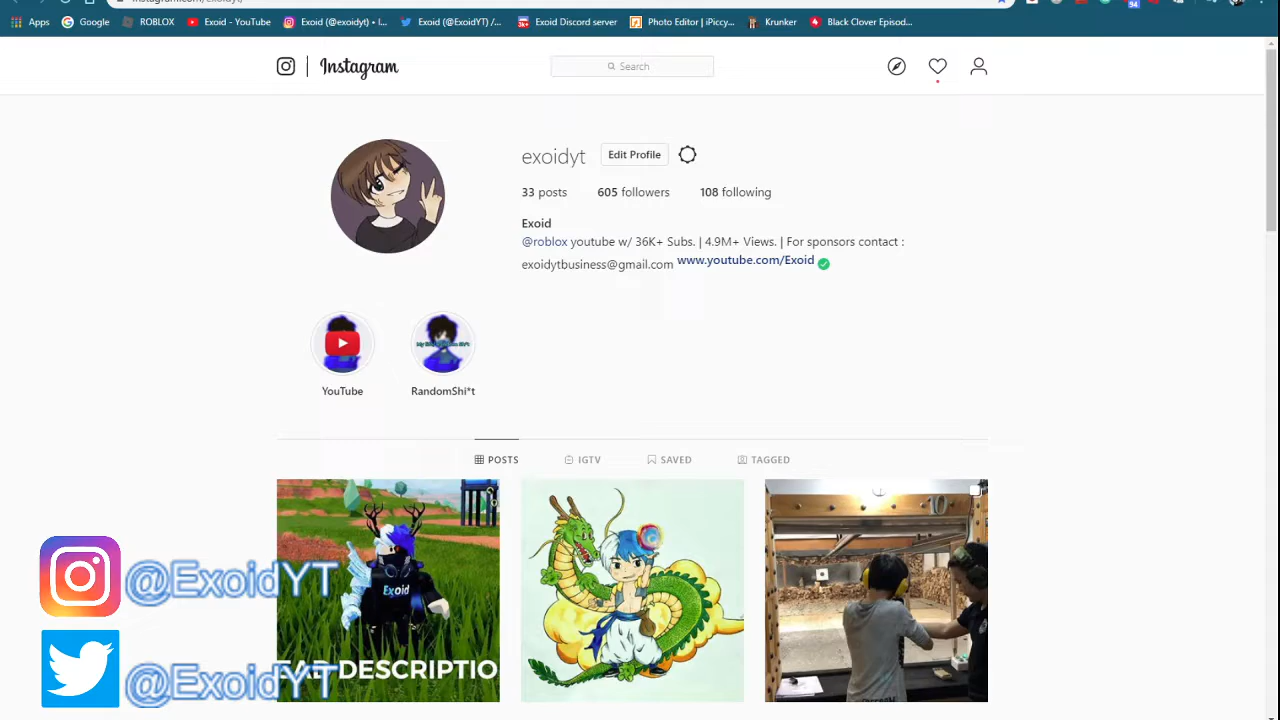 Apps Google ROBLOX Exoid - YouTube Exoid (@exoidyt) • I... Exoid (@ExoidYT) /... Exoid Discord server Photo Editor | iPiccy... Krunker Black Clover Episod...
Instagram Search
exoidyt Edit Profile
33 posts 605 followers 108 following
Exoid
@roblox youtube w/ 36K+ Subs. | 4.9M+ Views. | For sponsors contact :
exoidytbusiness@gmail.com www.youtube.com/Exoid
YouTube RandomShi*t
POSTS IGTV SAVED TAGGED
Exoid
@ExoidYT
@ExoidYT
EAD DESCRIPTIO